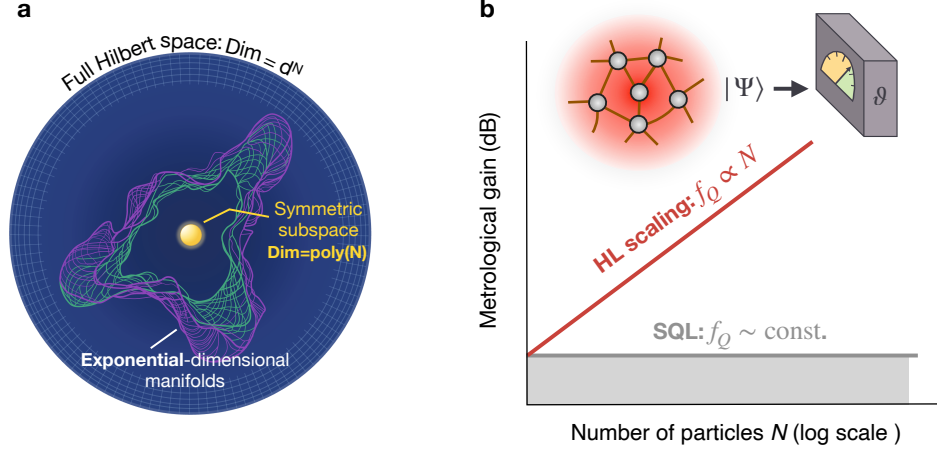 a
Full Hilbert space: Dim = dᴺ
Symmetric
subspace
Dim=poly(N)
Exponential-dimensional
manifolds
b
Metrological gain (dB)
|Ψ⟩
ϑ
HL scaling: f_Q ∝ N
SQL: f_Q ∼ const.
Number of particles N (log scale )